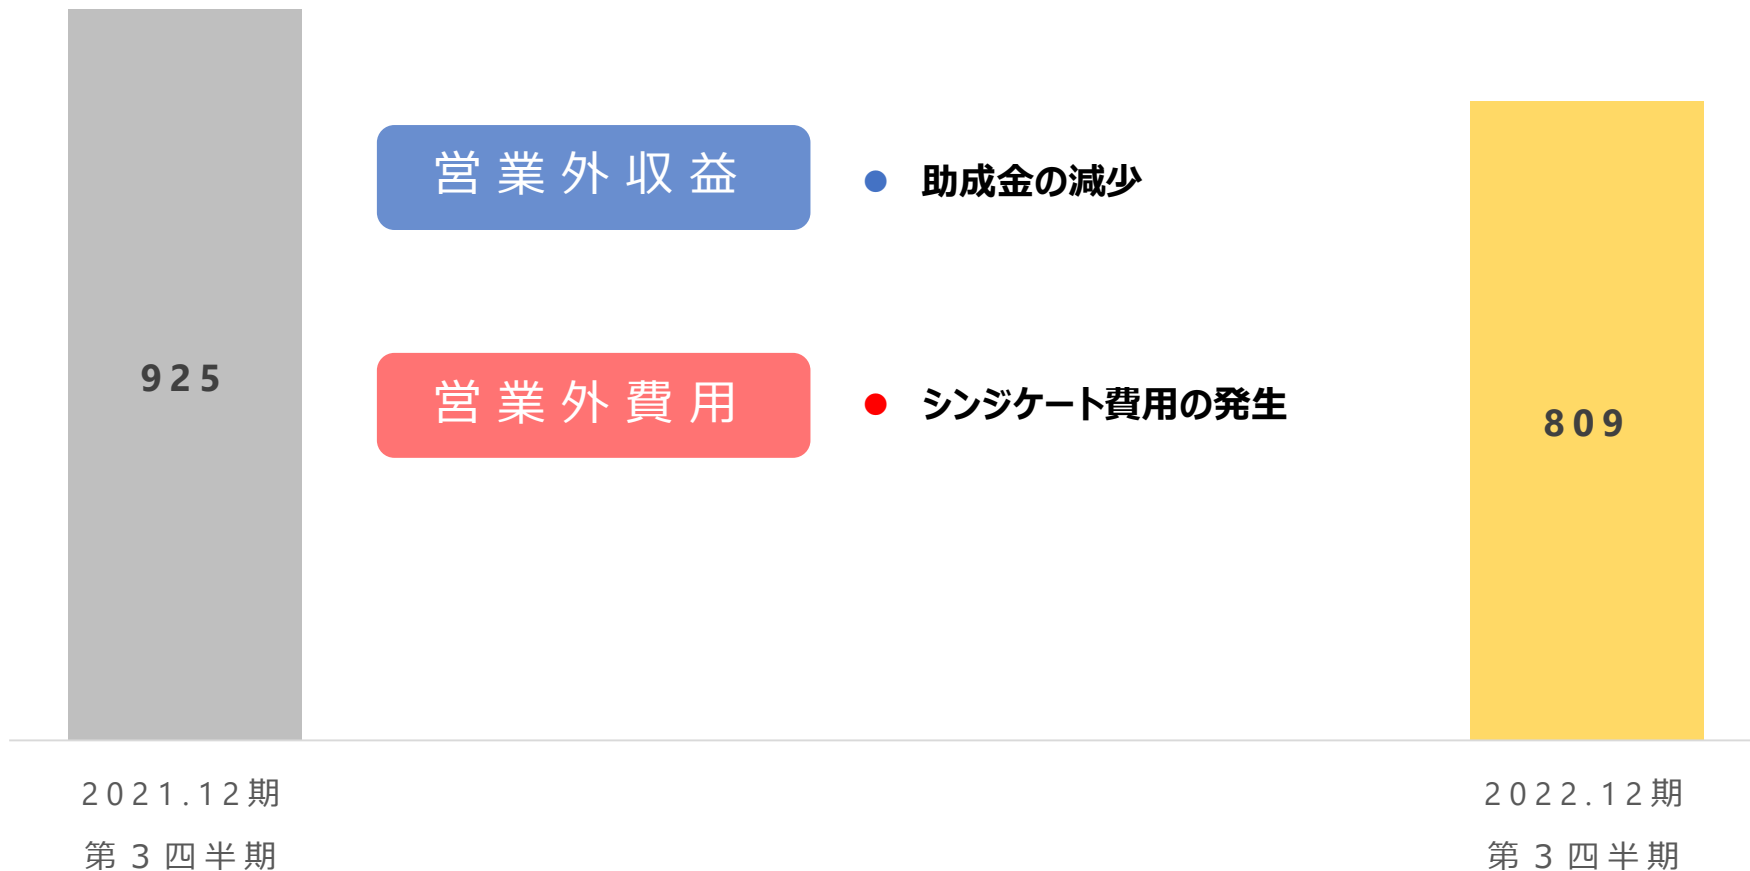 925
営業外収益
● 助成金の減少
営業外費用
● シンジケート費用の発生
809
2021.12期
第3四半期
2022.12期
第3四半期